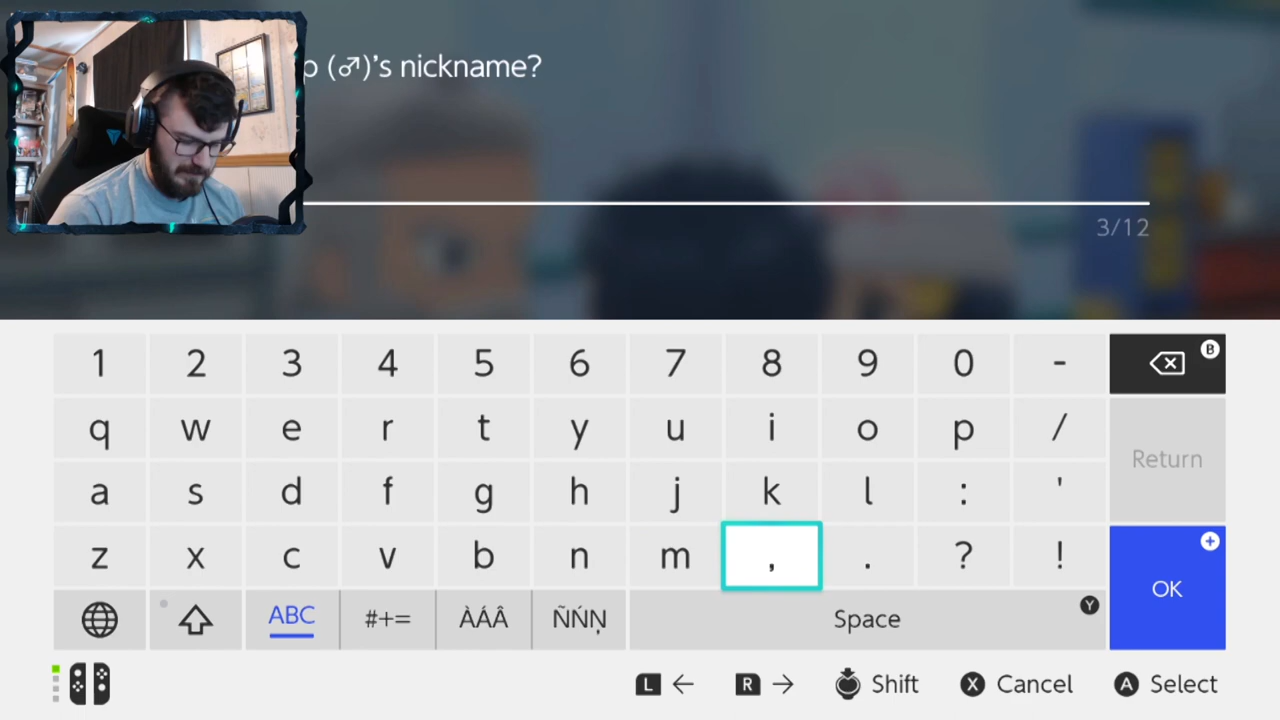 (♂)'s nickname?
3/12
1 2 3 4 5 6 7 8 9 0 - B
q w e r t y u i o p /
Return
a s d f g h j k l : '
z x c v b n m , . ? ! +
OK
ABC #+= ÀÁÂ ÑŃŅ Space Y
L ← R → Shift X Cancel A Select